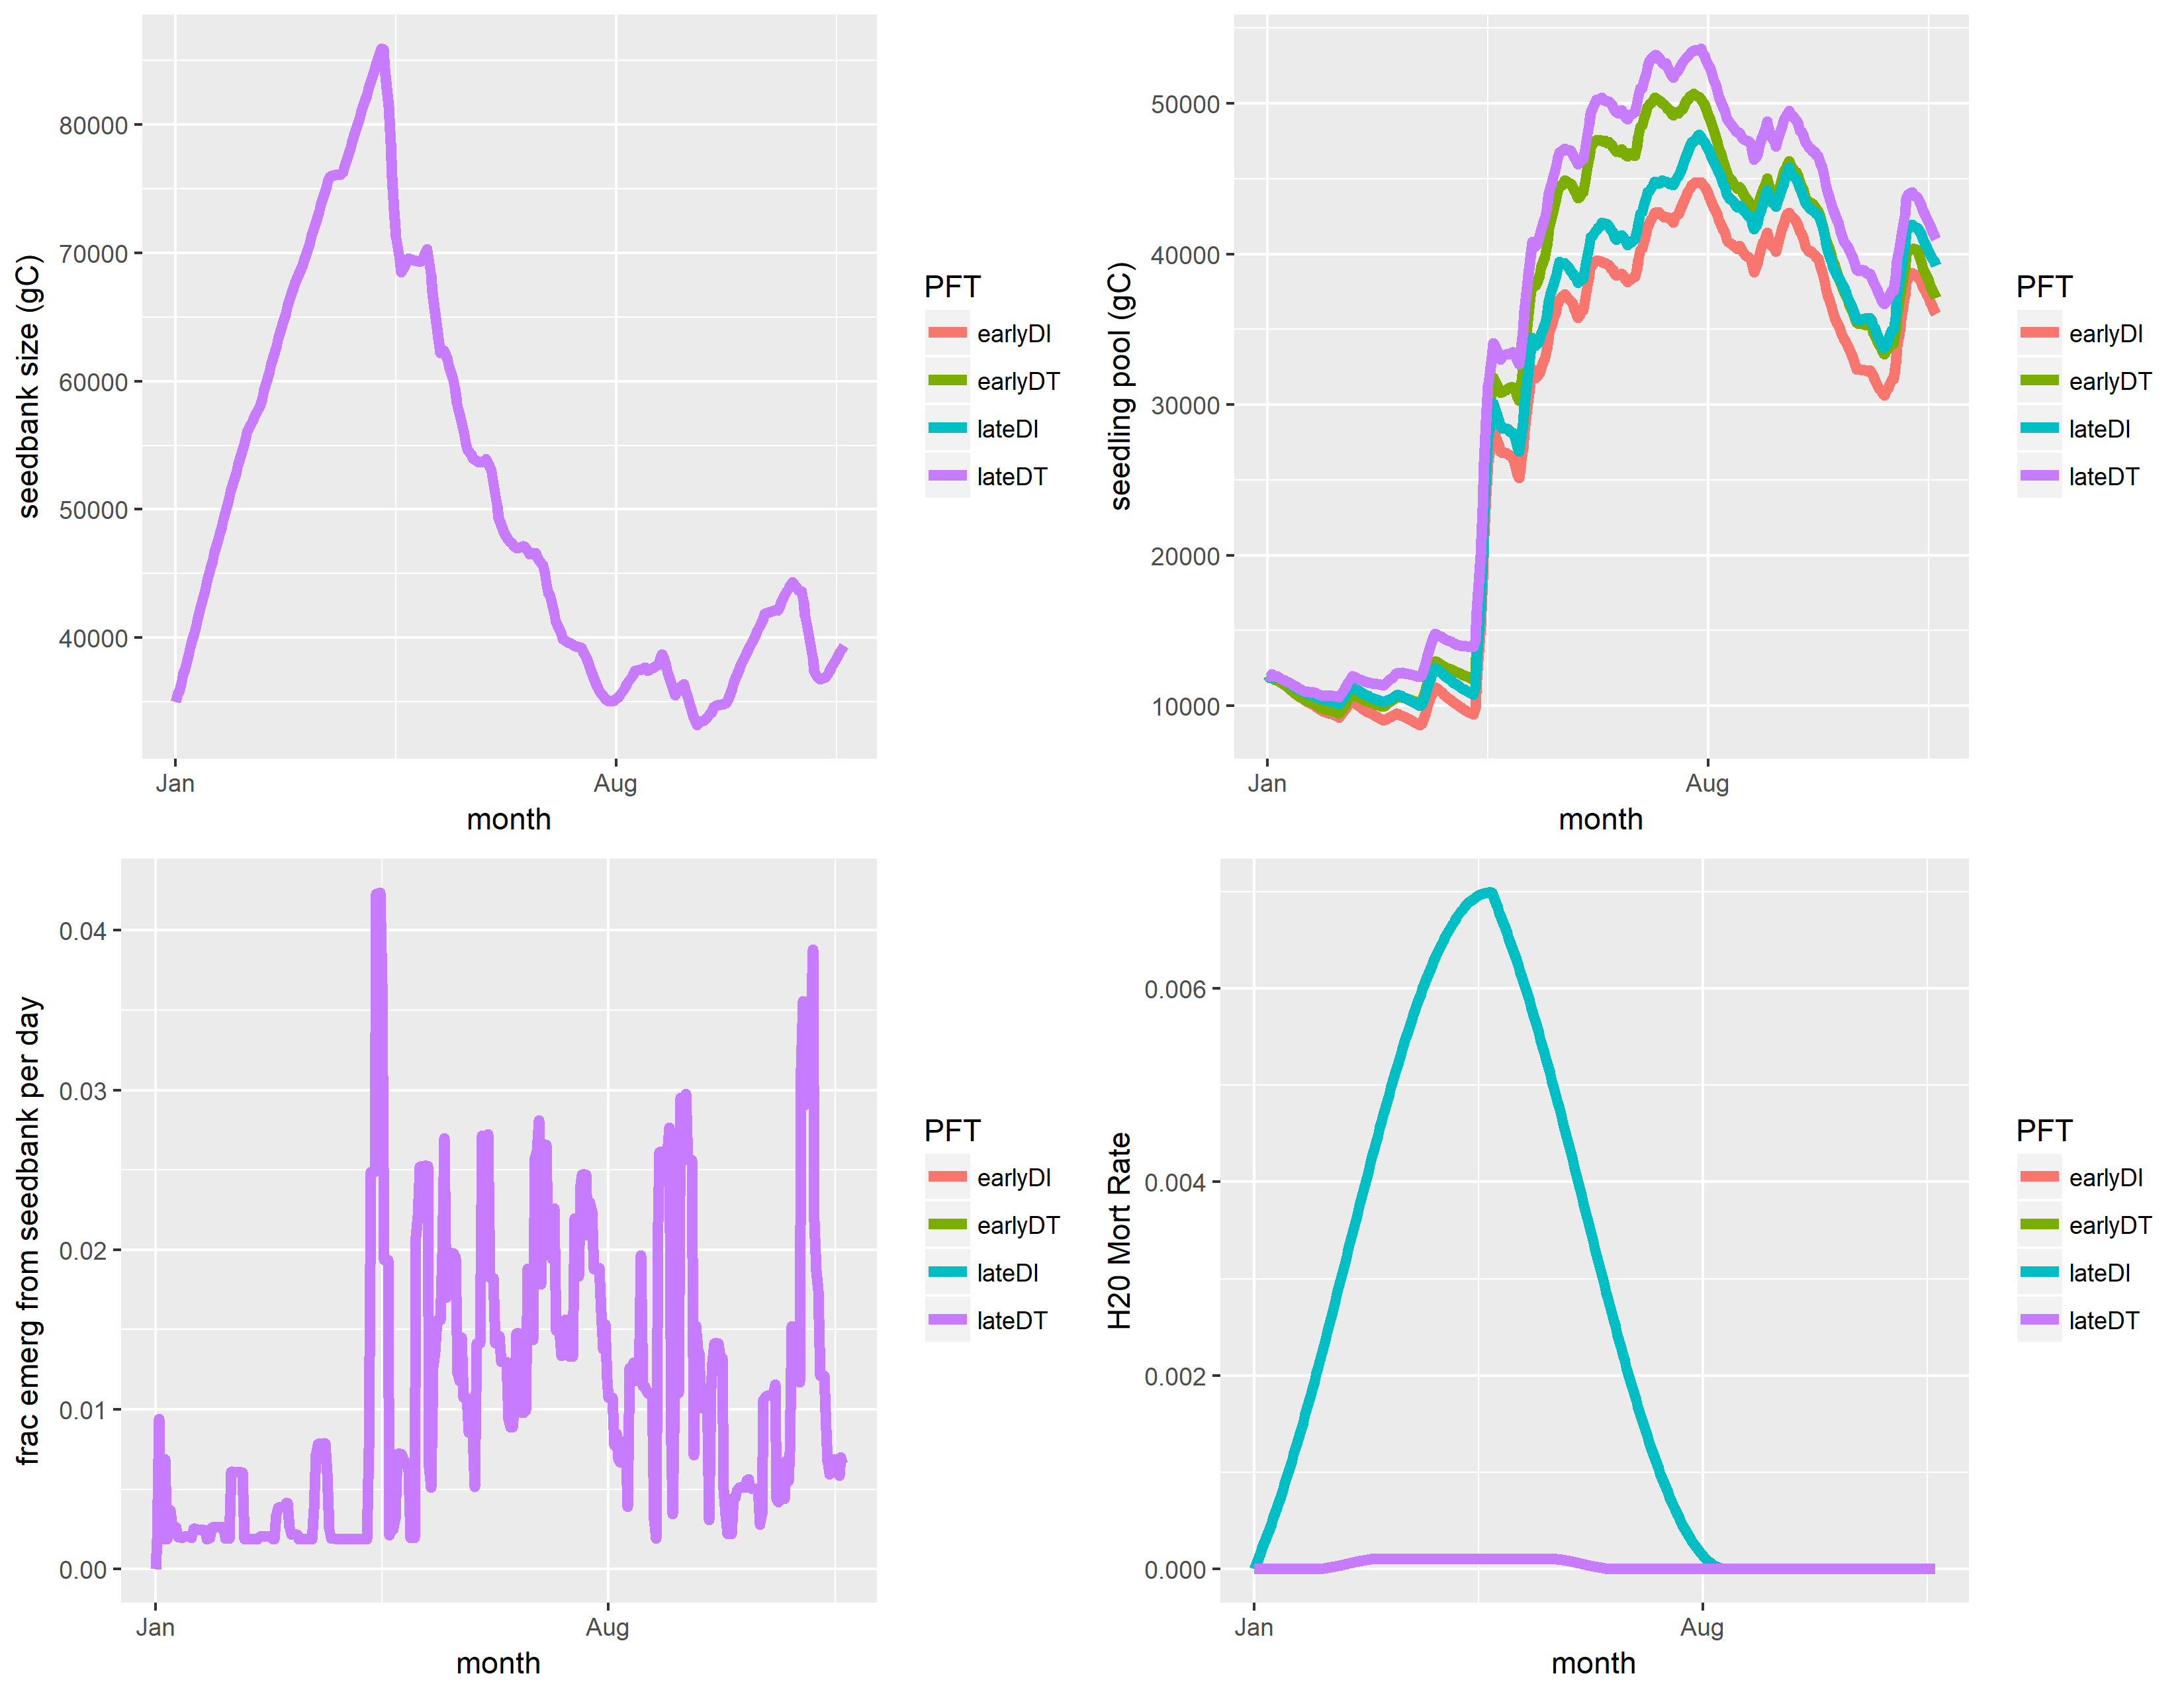 seedbank size (gC)
80000
70000
60000
50000
40000
Jan
Aug
month
PFT
earlyDI
earlyDT
lateDI
lateDT
seedling pool (gC)
50000
40000
30000
20000
10000
Jan
Aug
month
PFT
earlyDI
earlyDT
lateDI
lateDT
frac emerg from seedbank per day
0.04
0.03
0.02
0.01
0.00
Jan
Aug
month
PFT
earlyDI
earlyDT
lateDI
lateDT
H20 Mort Rate
0.006
0.004
0.002
0.000
Jan
Aug
month
PFT
earlyDI
earlyDT
lateDI
lateDT